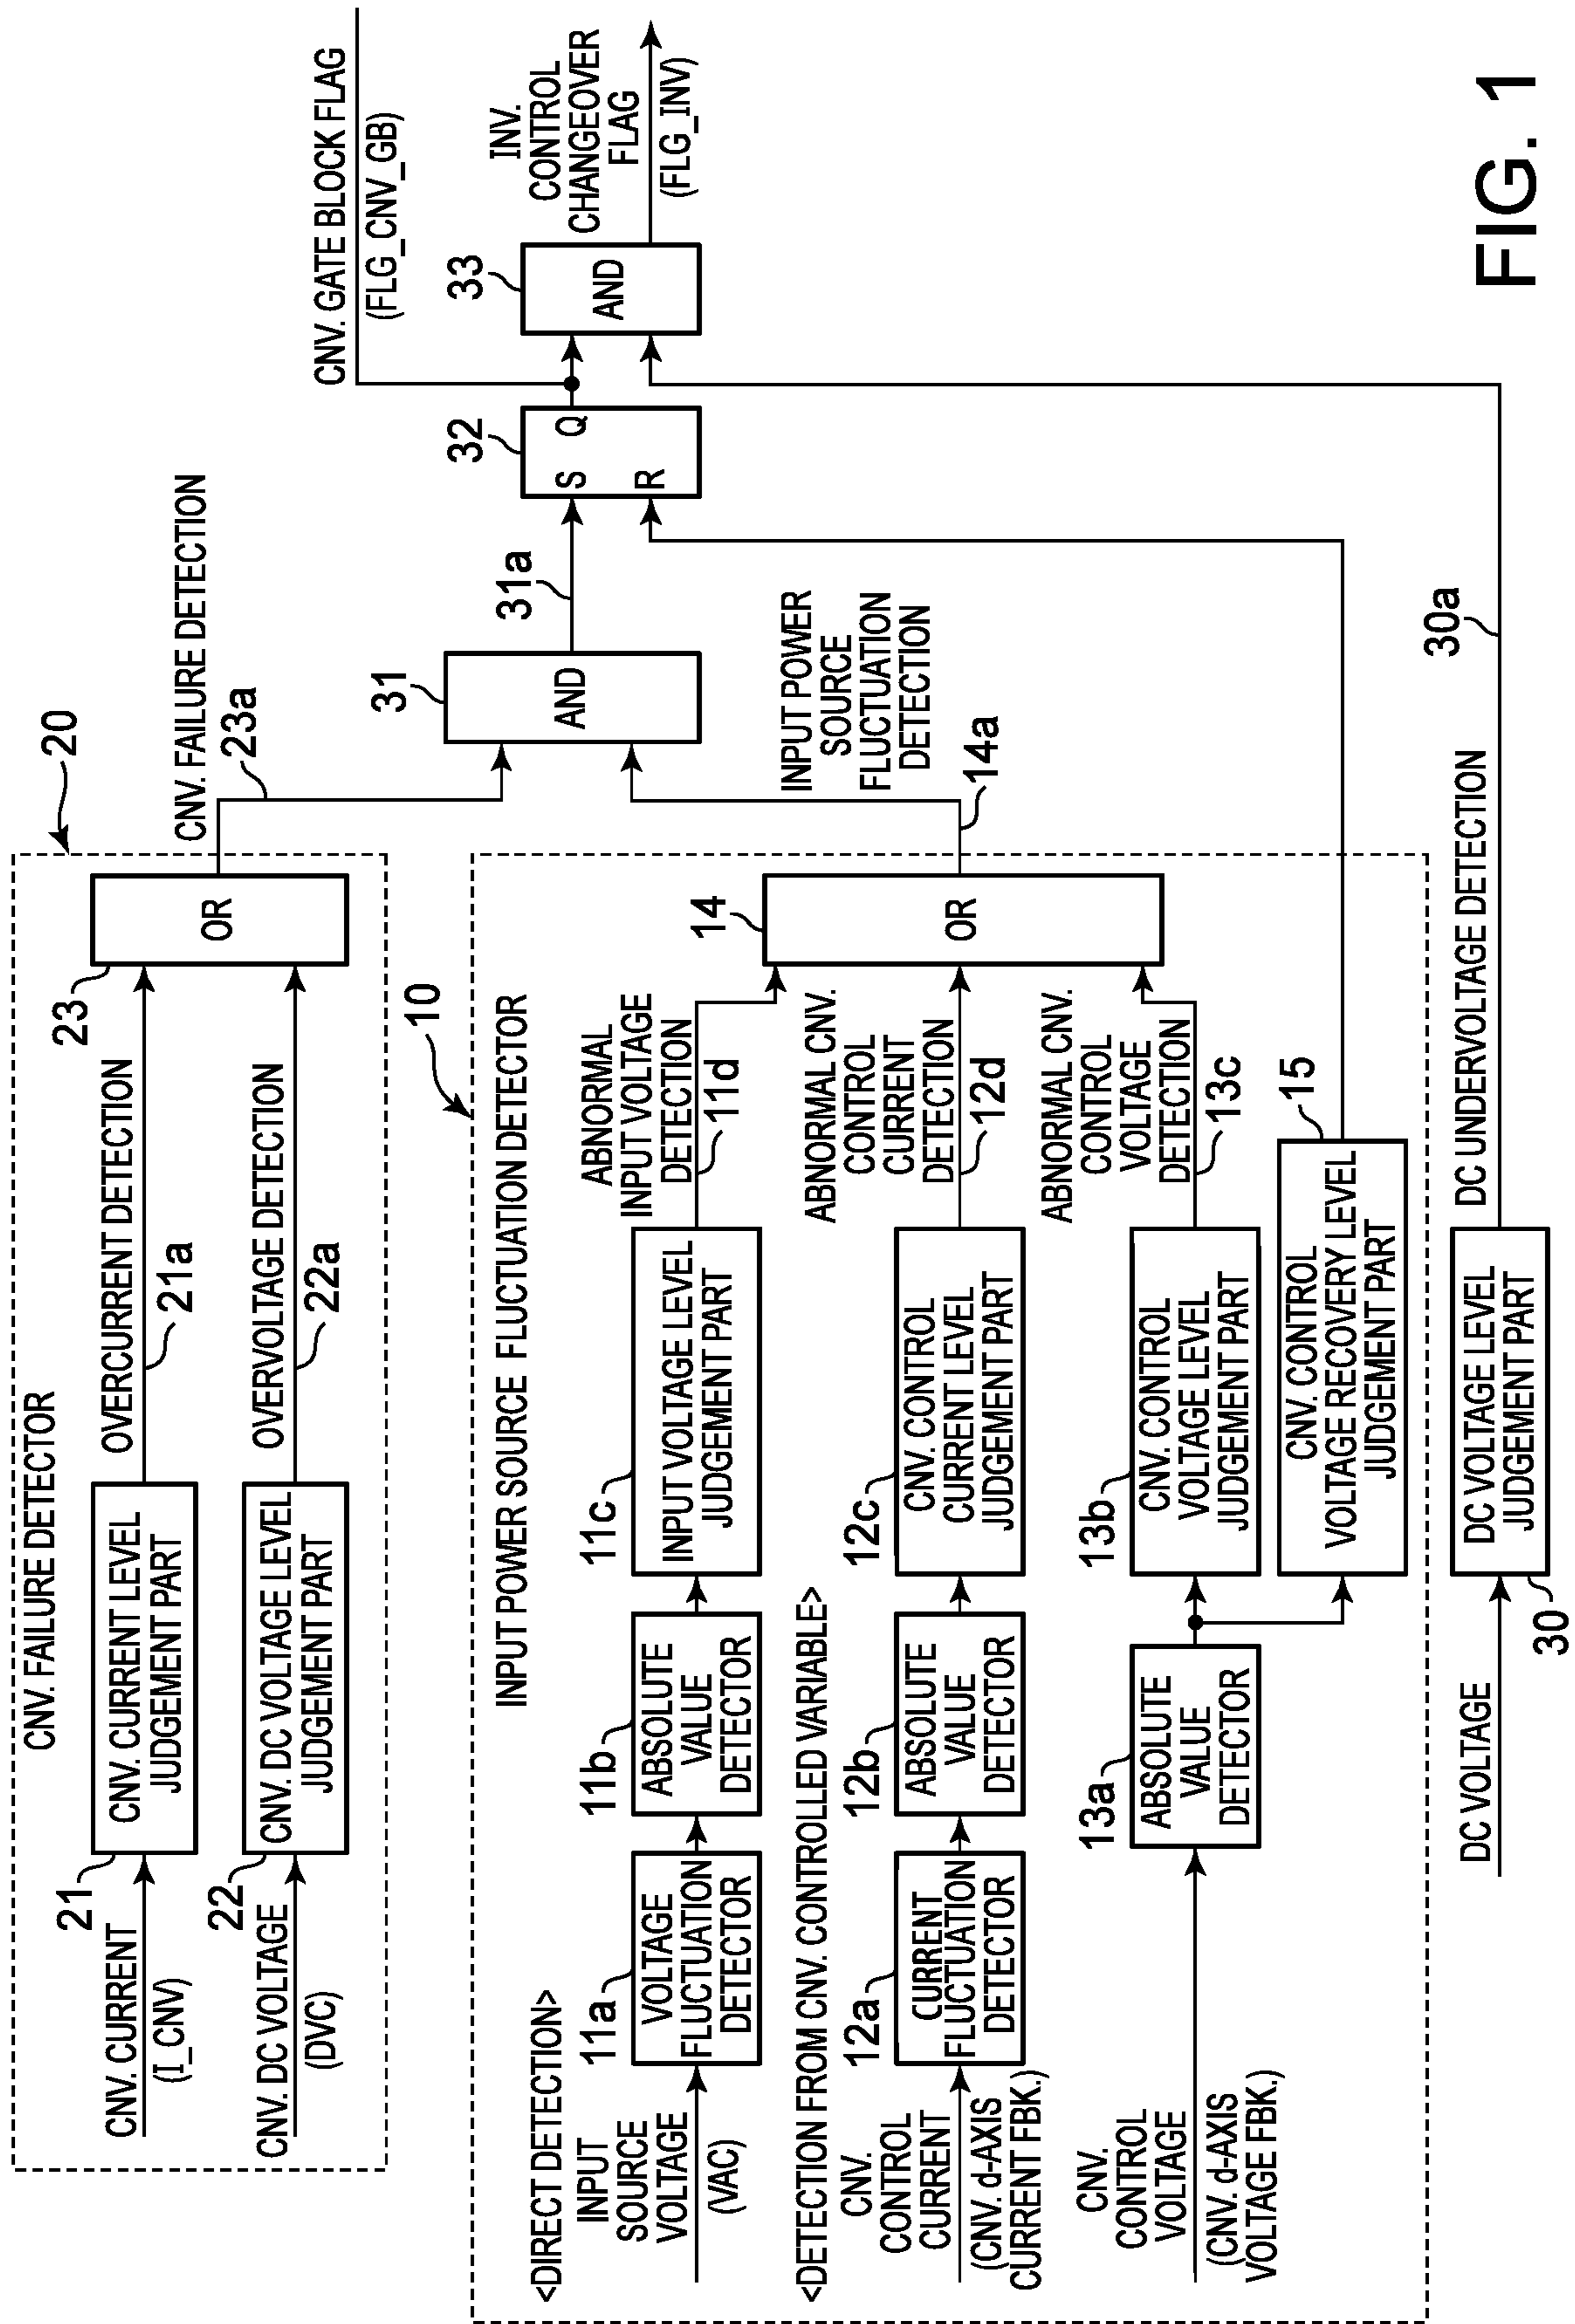 CNV. FAILURE DETECTOR
20
CNV. CURRENT
(I_CNV)
21
CNV. CURRENT LEVEL
JUDGEMENT PART
OVERCURRENT DETECTION
21a
CNV. DC VOLTAGE
(DVC)
22
CNV. DC VOLTAGE LEVEL
JUDGEMENT PART
OVERVOLTAGE DETECTION
22a
23
OR
CNV. FAILURE DETECTION
23a
INPUT POWER SOURCE FLUCTUATION DETECTOR
10
<DIRECT DETECTION>
INPUT
SOURCE
VOLTAGE
(VAC)
11a
VOLTAGE
FLUCTUATION
DETECTOR
11b
ABSOLUTE
VALUE
DETECTOR
11c
INPUT VOLTAGE LEVEL
JUDGEMENT PART
ABNORMAL
INPUT VOLTAGE
DETECTION
11d
<DETECTION FROM CNV. CONTROLLED VARIABLE>
CNV.
CONTROL
CURRENT
(CNV. d-AXIS
CURRENT FBK.)
12a
CURRENT
FLUCTUATION
DETECTOR
12b
ABSOLUTE
VALUE
DETECTOR
12c
CNV. CONTROL
CURRENT LEVEL
JUDGEMENT PART
ABNORMAL CNV.
CONTROL
CURRENT
DETECTION
12d
CNV.
CONTROL
VOLTAGE
(CNV. d-AXIS
VOLTAGE FBK.)
13a
ABSOLUTE
VALUE
DETECTOR
13b
CNV. CONTROL
VOLTAGE LEVEL
JUDGEMENT PART
ABNORMAL CNV.
CONTROL
VOLTAGE
DETECTION
13c
14
OR
14a
INPUT POWER
SOURCE
FLUCTUATION
DETECTION
CNV. CONTROL
VOLTAGE RECOVERY LEVEL
JUDGEMENT PART
15
DC VOLTAGE
30
DC VOLTAGE LEVEL
JUDGEMENT PART
DC UNDERVOLTAGE DETECTION
30a
31
AND
31a
32
S Q
R
33
AND
CNV. GATE BLOCK FLAG
(FLG_CNV_GB)
INV.
CONTROL
CHANGEOVER
FLAG
(FLG_INV)
FIG. 1